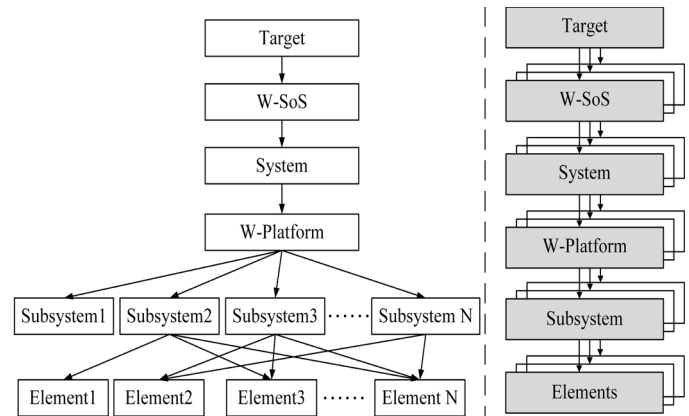 Target
W-SoS
System
W-Platform
Subsystem1 Subsystem2 Subsystem3 ······ Subsystem N
Element1 Element2 Element3 ······ Element N
Target
W-SoS
System
W-Platform
Subsystem
Elements